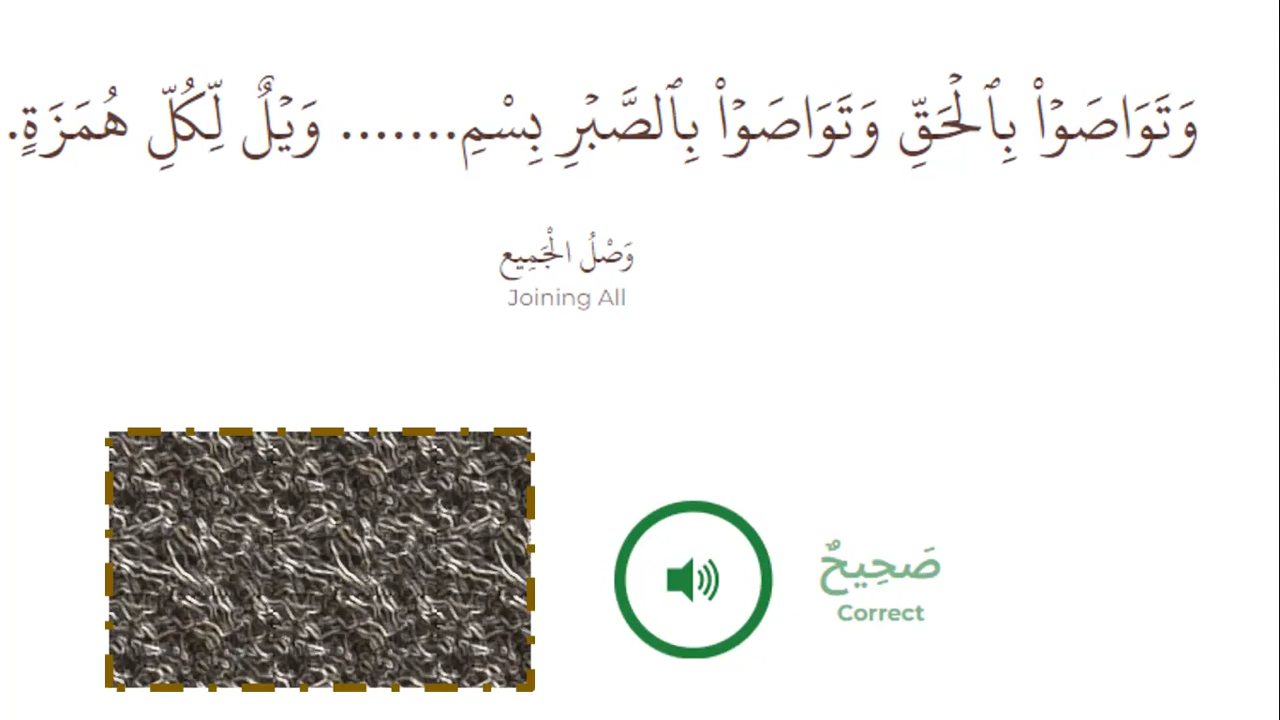 وَتَوَاصَوۡاْ بِٱلۡحَقِّ وَتَوَاصَوۡاْ بِٱلصَّبۡرِ بِسْمِ....... وَيۡلٌ لِّكُلِّ هُمَزَةٍ.
وَصْلُ الْجَمِيع
Joining All
صَحِيحٌ
Correct